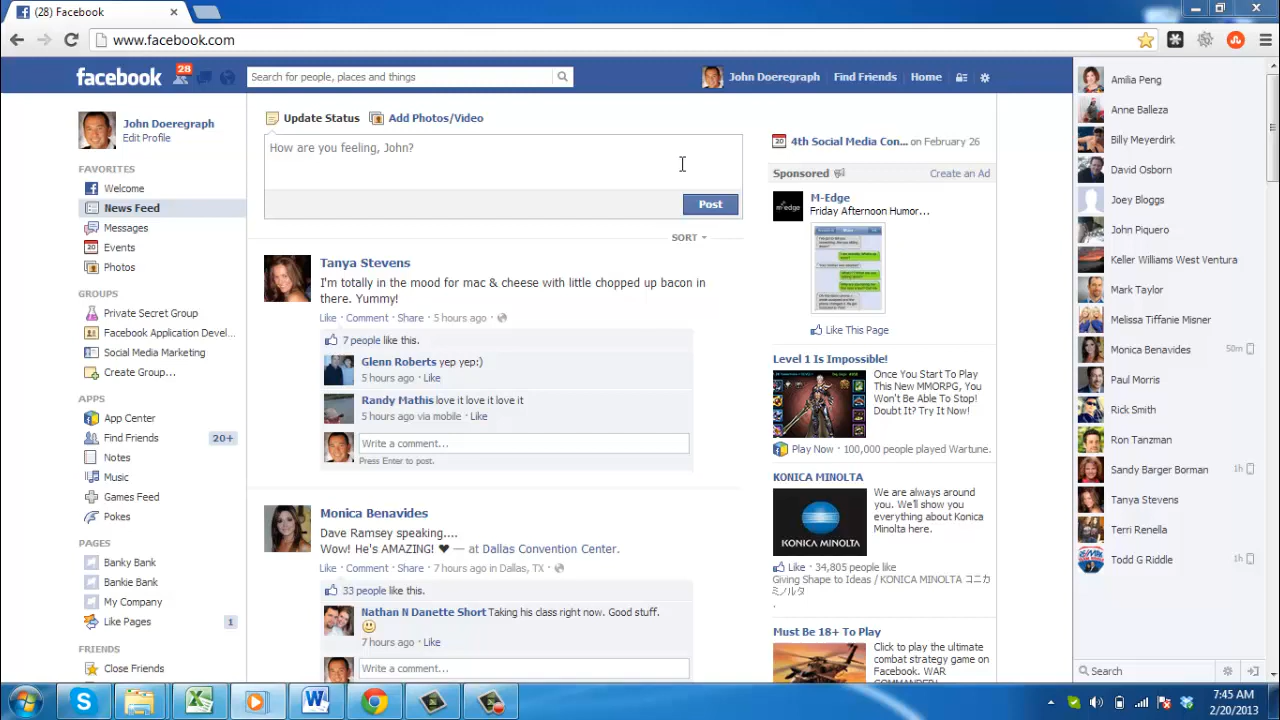 (28) Facebook
www.facebook.com
facebook
28
Search for people, places and things
John Doeregraph
Find Friends
Home
John Doeregraph
Edit Profile
FAVORITES
Welcome
News Feed
Messages
Events
Photos
GROUPS
Private Secret Group
Facebook Application Devel...
Social Media Marketing
Create Group...
APPS
App Center
Find Friends
20+
Notes
Music
Games Feed
Pokes
PAGES
Banky Bank
Bankie Bank
My Company
Like Pages
1
FRIENDS
Close Friends
Update Status
Add Photos/Video
How are you feeling, John?
Post
SORT
Tanya Stevens
I'm totally in the mood for mac & cheese with little chopped up bacon in
there. Yummy!
Like · Comment · Share · 5 hours ago ·
7 people like this.
Glenn Roberts yep yep:)
5 hours ago · Like
Randy Mathis love it love it love it
5 hours ago via mobile · Like
Write a comment...
Press Enter to post.
Monica Benavides
Dave Ramsey speaking....
Wow! He's AMAZING! ♥ — at Dallas Convention Center.
Like · Comment · Share · 7 hours ago in Dallas, TX ·
33 people like this.
Nathan N Danette Short Taking his class right now. Good stuff.
7 hours ago · Like
Write a comment...
20
4th Social Media Con... on February 26
Sponsored
Create an Ad
M-Edge
Friday Afternoon Humor...
m·edge
Like This Page
Level 1 Is Impossible!
Once You Start To Play
This New MMORPG, You
Won't Be Able To Stop!
Doubt It? Try It Now!
Play Now · 100,000 people played Wartune.
KONICA MINOLTA
We are always around
you. We'll show you
everything about Konica
Minolta here.
KONICA MINOLTA
Like · 34,805 people like
Giving Shape to Ideas / KONICA MINOLTA コニカ
ミノルタ
.
Must Be 18+ To Play
Click to play the ultimate
combat strategy game on
Facebook. WAR
COMMANDER!
Amilia Peng
Anne Balleza
Billy Meyerdirk
David Osborn
Joey Bloggs
John Piquero
Keller Williams West Ventura
Mark Taylor
Melissa Tiffanie Misner
Monica Benavides
50m
Paul Morris
Rick Smith
Ron Tanzman
Sandy Barger Borman
1h
Tanya Stevens
Terri Renella
Todd G Riddle
1h
Search
7:45 AM
2/20/2013